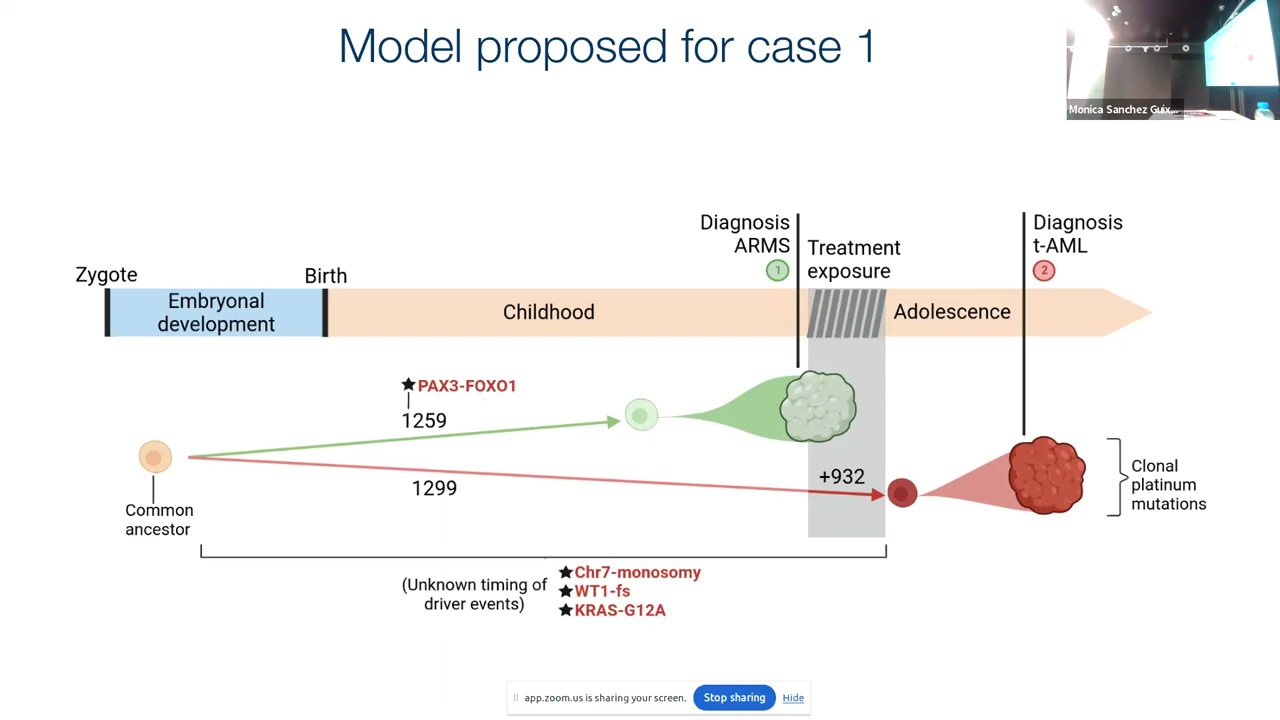 Model proposed for case 1
Monica Sanchez Guix...
Diagnosis
ARMS
1
Treatment
exposure
Diagnosis
t-AML
2
Zygote
Birth
Embryonal
development
Childhood
Adolescence
★PAX3-FOXO1
1259
1299
+932
Common
ancestor
Clonal
platinum
mutations
(Unknown timing of
driver events)
★Chr7-monosomy
★WT1-fs
★KRAS-G12A
app.zoom.us is sharing your screen.
Stop sharing
Hide